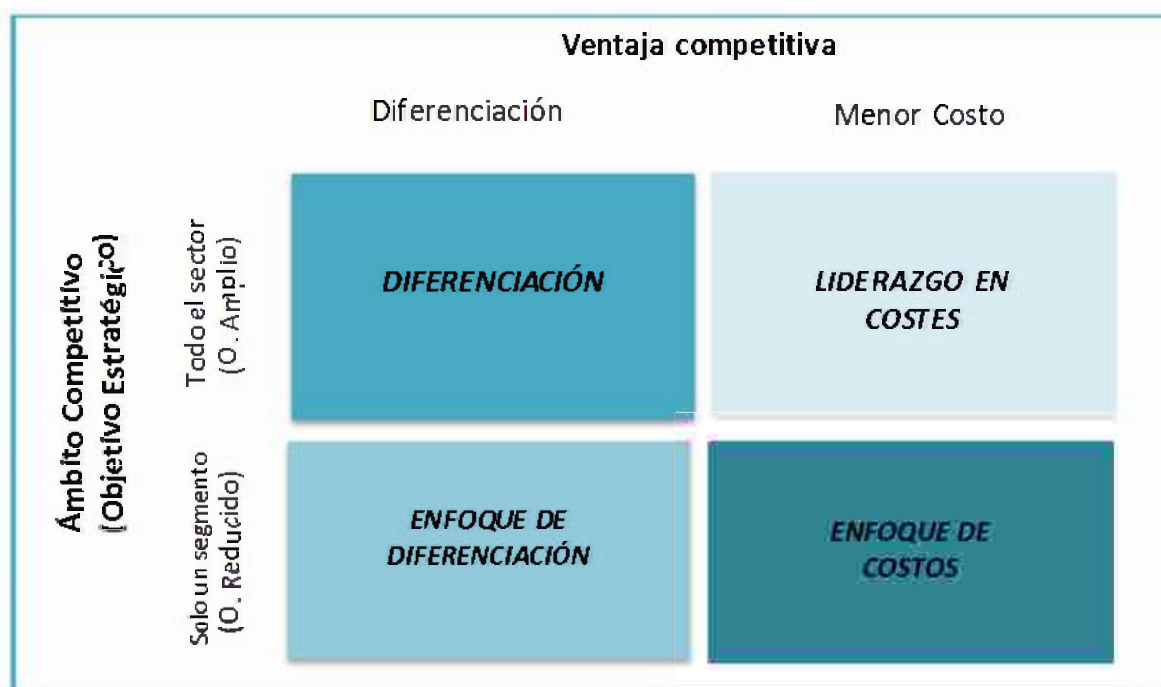 Ventaja competitiva
Diferenciación
Menor Costo
Ámbito Competitivo
(Objetivo Estratégico)
Todo el sector
(O. Amplio)
DIFERENCIACIÓN
LIDERAZGO EN
COSTES
Solo un segmento
(O. Reducido)
ENFOQUE DE
DIFERENCIACIÓN
ENFOQUE DE
COSTOS